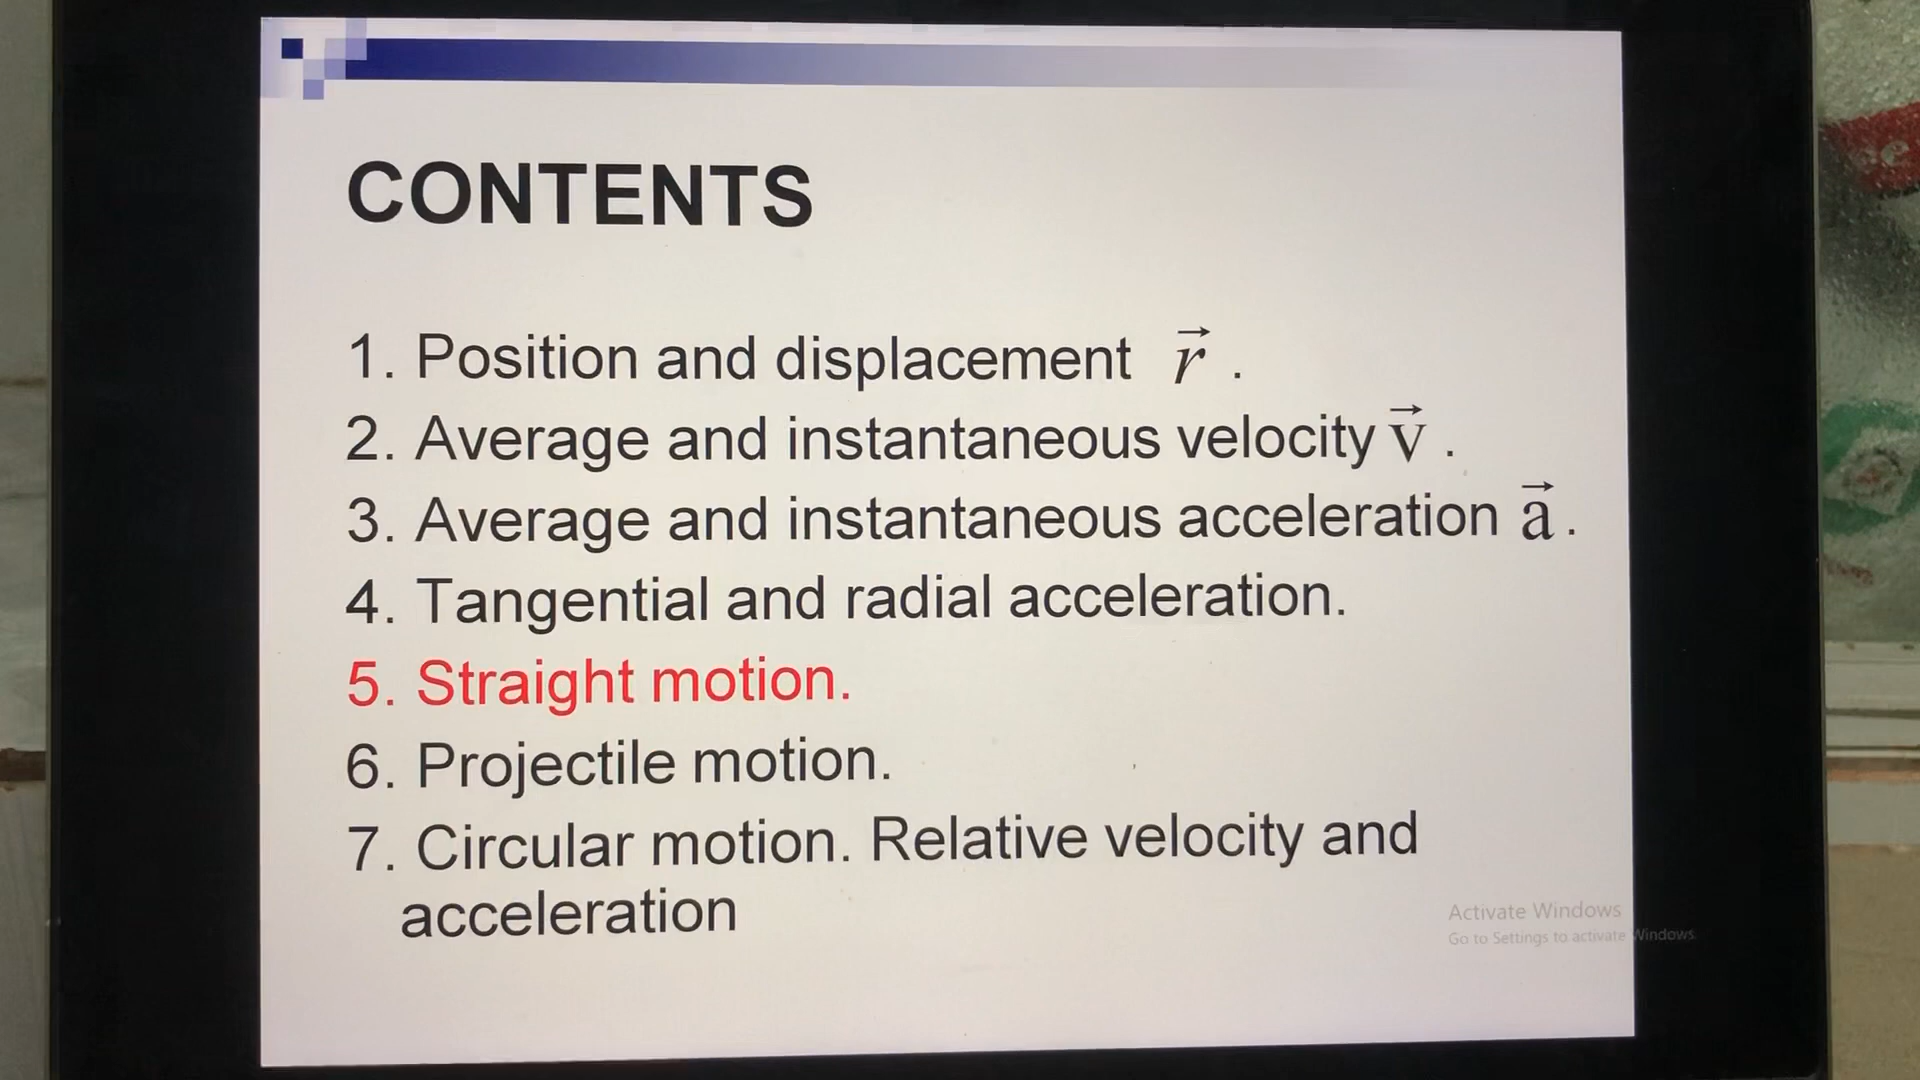 CONTENTS
1. Position and displacement r⃗ .
2. Average and instantaneous velocity v⃗ .
3. Average and instantaneous acceleration a⃗ .
4. Tangential and radial acceleration.
5. Straight motion.
6. Projectile motion.
7. Circular motion. Relative velocity and
acceleration
Activate Windows
Go to Settings to activate Windows.